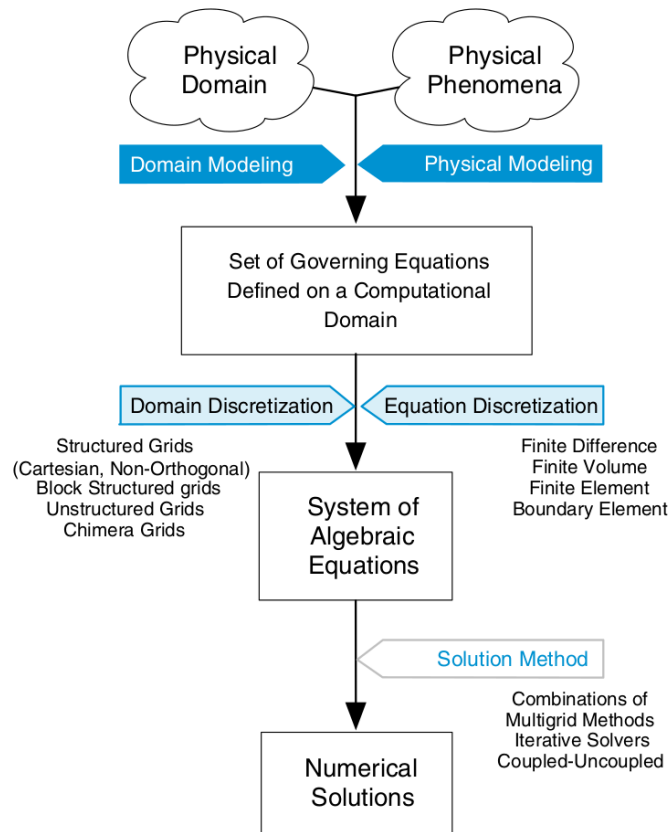 Physical
Domain
Physical
Phenomena
Domain Modeling
Physical Modeling
Set of Governing Equations
Defined on a Computational
Domain
Domain Discretization
Equation Discretization
Structured Grids
(Cartesian, Non-Orthogonal)
Block Structured grids
Unstructured Grids
Chimera Grids
Finite Difference
Finite Volume
Finite Element
Boundary Element
System of
Algebraic
Equations
Solution Method
Combinations of
Multigrid Methods
Iterative Solvers
Coupled-Uncoupled
Numerical
Solutions